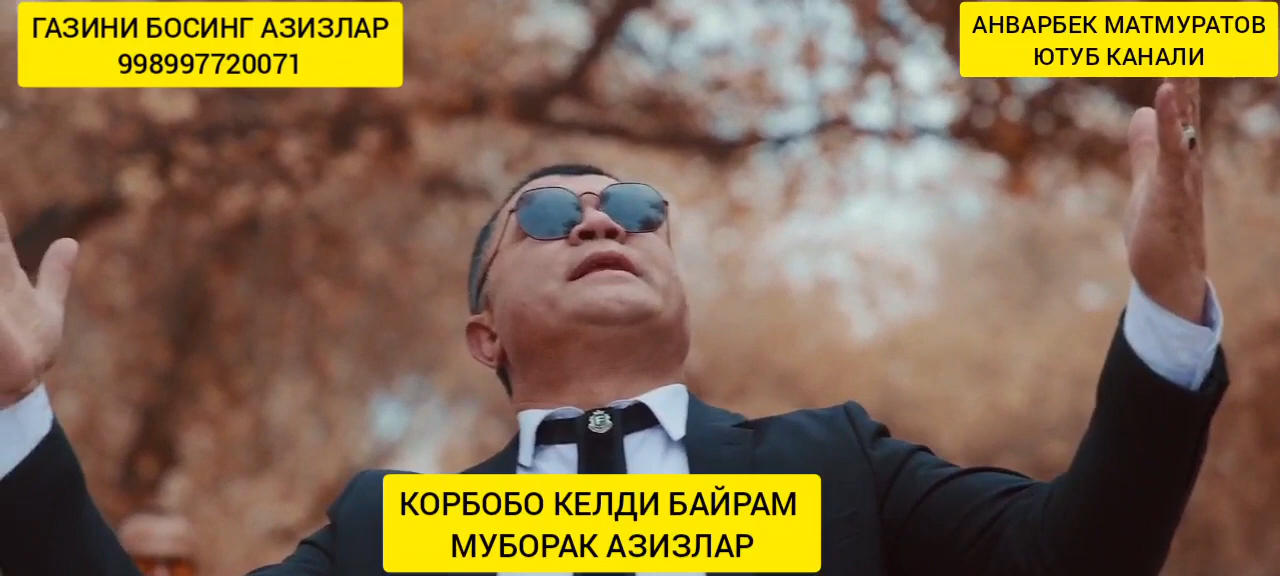 ГАЗИНИ БОСИНГ АЗИЗЛАР
998997720071
АНВАРБЕК МАТМУРАТОВ
ЮТУБ КАНАЛИ
КОРБОБО КЕЛДИ БАЙРАМ
МУБОРАК АЗИЗЛАР